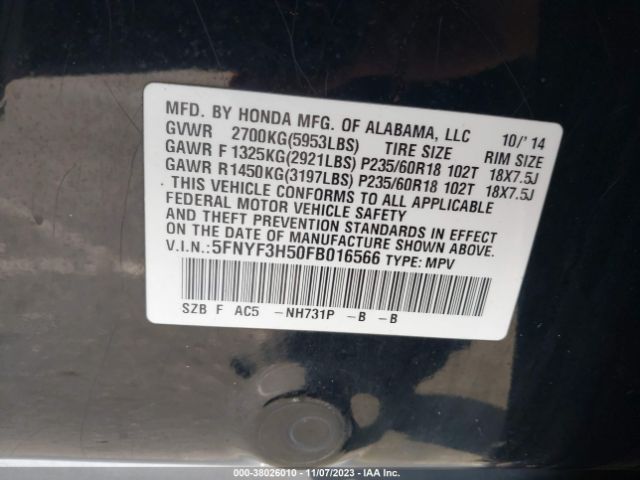 MFD. BY HONDA MFG. OF ALABAMA, LLC 10/'14
GVWR 2700KG(5953LBS) TIRE SIZE RIM SIZE
GAWR F 1325KG(2921LBS) P235/60R18 102T 18X7.5J
GAWR R1450KG(3197LBS) P235/60R18 102T 18X7.5J
THIS VEHICLE CONFORMS TO ALL APPLICABLE
FEDERAL MOTOR VEHICLE SAFETY
AND THEFT PREVENTION STANDARDS IN EFFECT
ON THE DATE OF MANUFACTURE SHOWN ABOVE.
V.I.N.:5FNYF3H50FB016566 TYPE: MPV
SZB F AC5 -NH731P -B -B
000-38026010 - 11/07/2023 - IAA Inc.